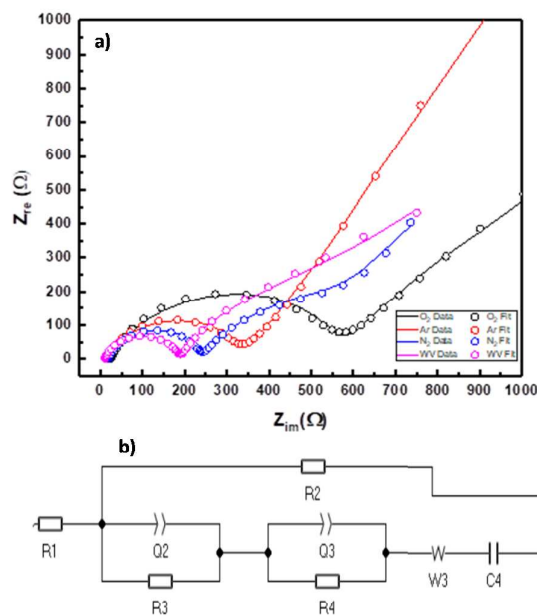 a)
1000
900
800
700
600
500
400
300
200
100
0
Z_re (Ω)
0 100 200 300 400 500 600 700 800 900 1000
Z_im(Ω)
O₂ Data O₂ Fit
Ar Data Ar Fit
N₂ Data N₂ Fit
WV Data WV Fit
b)
R2
R1 Q2 Q3
W3 C4
R3 R4